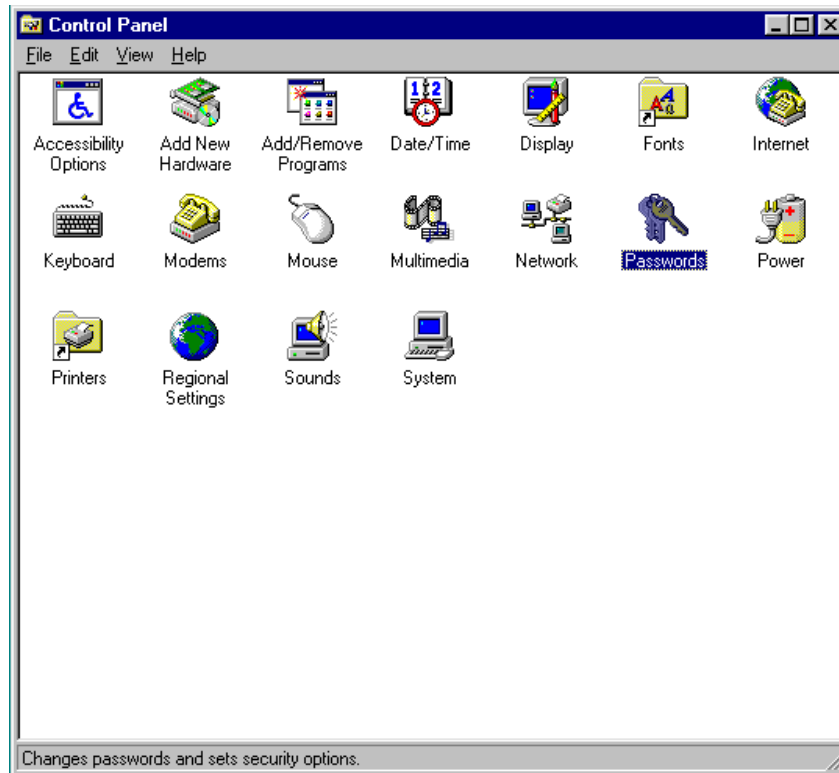 Control Panel
File Edit View Help
Accessibility Options
Add New Hardware
Add/Remove Programs
Date/Time
Display
Fonts
Internet
Keyboard
Modems
Mouse
Multimedia
Network
Passwords
Power
Printers
Regional Settings
Sounds
System
Changes passwords and sets security options.